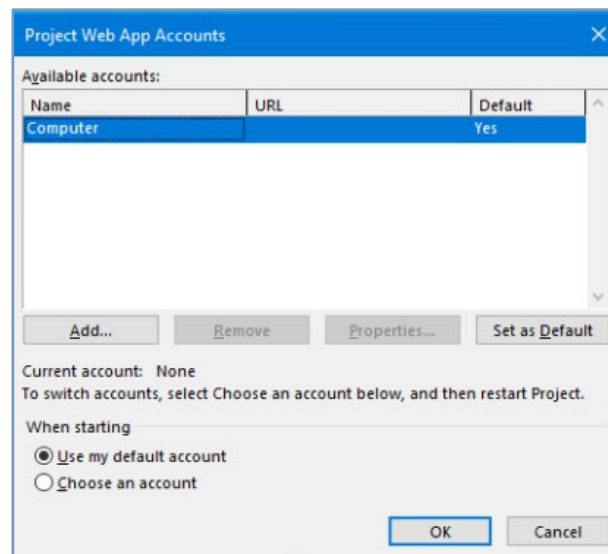 Project Web App Accounts
Available accounts:
Name URL Default
Computer Yes
Add... Remove Properties... Set as Default
Current account: None
To switch accounts, select Choose an account below, and then restart Project.
When starting
Use my default account
Choose an account
OK Cancel